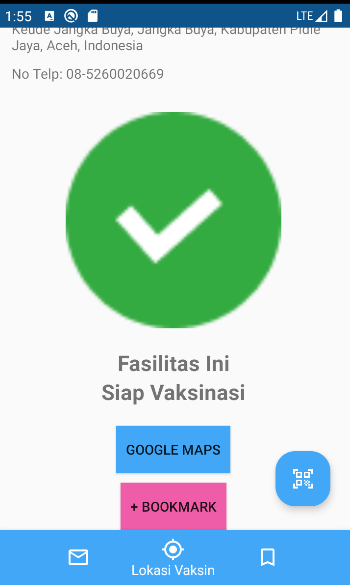 1:55
LTE
Keude Jangka Buya, Jangka Buya, Kabupaten Pidie
Jaya, Aceh, Indonesia
No Telp: 08-5260020669
Fasilitas Ini
Siap Vaksinasi
GOOGLE MAPS
+ BOOKMARK
Lokasi Vaksin